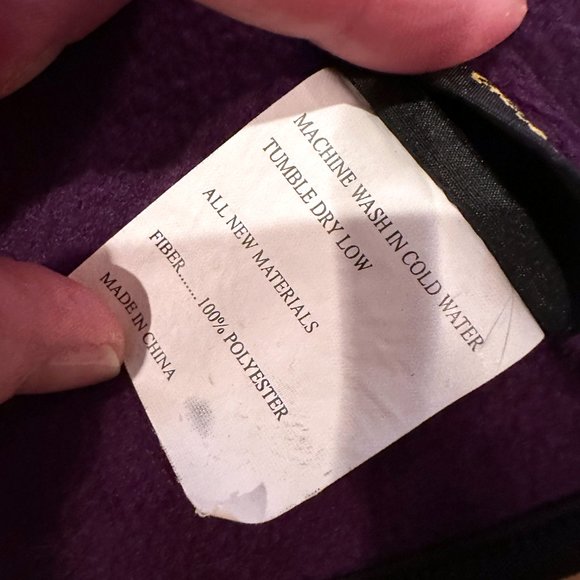 MACHINE WASH IN COLD WATER
TUMBLE DRY LOW
ALL NEW MATERIALS
FIBER....... 100% POLYESTER
MADE IN CHINA